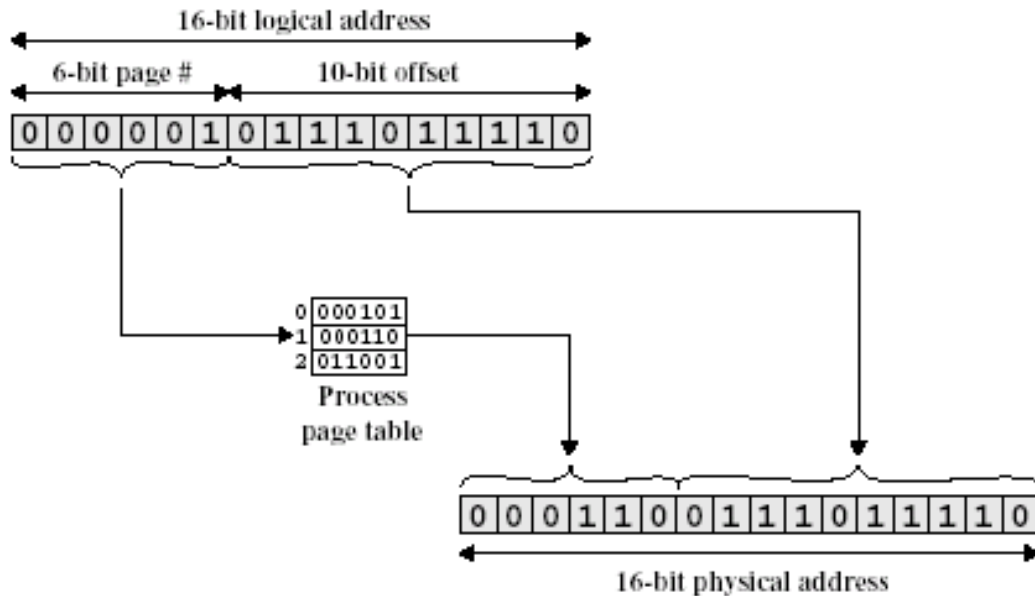 16-bit logical address
6-bit page # 10-bit offset
0 0 0 0 0 1 0 1 1 1 0 1 1 1 1 0
0 000101
1 000110
2 011001
Process
page table
0 0 0 1 1 0 0 1 1 1 0 1 1 1 1 0
16-bit physical address